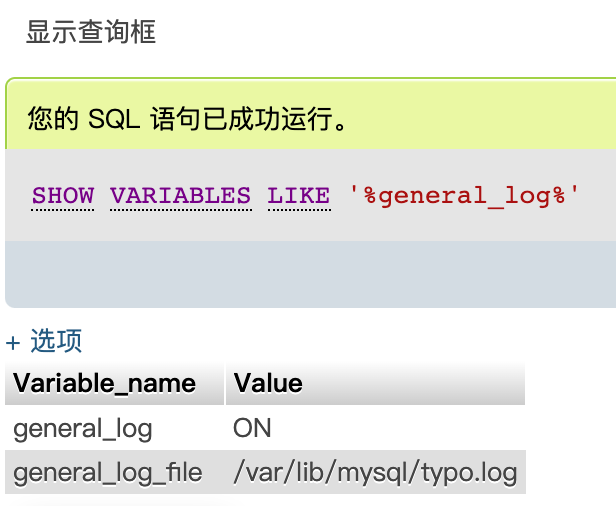 显示查询框
您的 SQL 语句已成功运行。
SHOW VARIABLES LIKE '%general_log%'
+ 选项
Variable_name Value
general_log ON
general_log_file /var/lib/mysql/typo.log